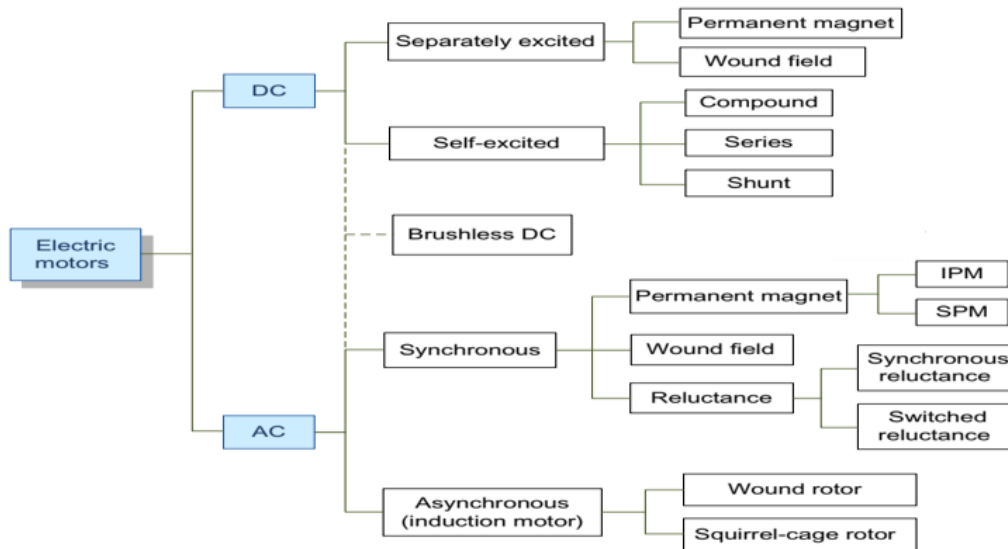 Separately excited
Permanent magnet
Wound field
DC
Self-excited
Compound
Series
Shunt
Brushless DC
Electric
motors
Synchronous
Permanent magnet
IPM
SPM
Wound field
Reluctance
Synchronous
reluctance
Switched
reluctance
AC
Asynchronous
(induction motor)
Wound rotor
Squirrel-cage rotor